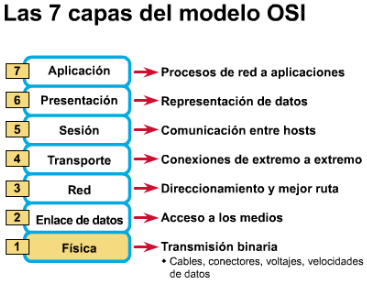 Las 7 capas del modelo OSI
7 Aplicación Procesos de red a aplicaciones
6 Presentación Representación de datos
5 Sesión Comunicación entre hosts
4 Transporte Conexiones de extremo a extremo
3 Red Direccionamiento y mejor ruta
2 Enlace de datos Acceso a los medios
1 Física Transmisión binaria
• Cables, conectores, voltajes, velocidades
de datos